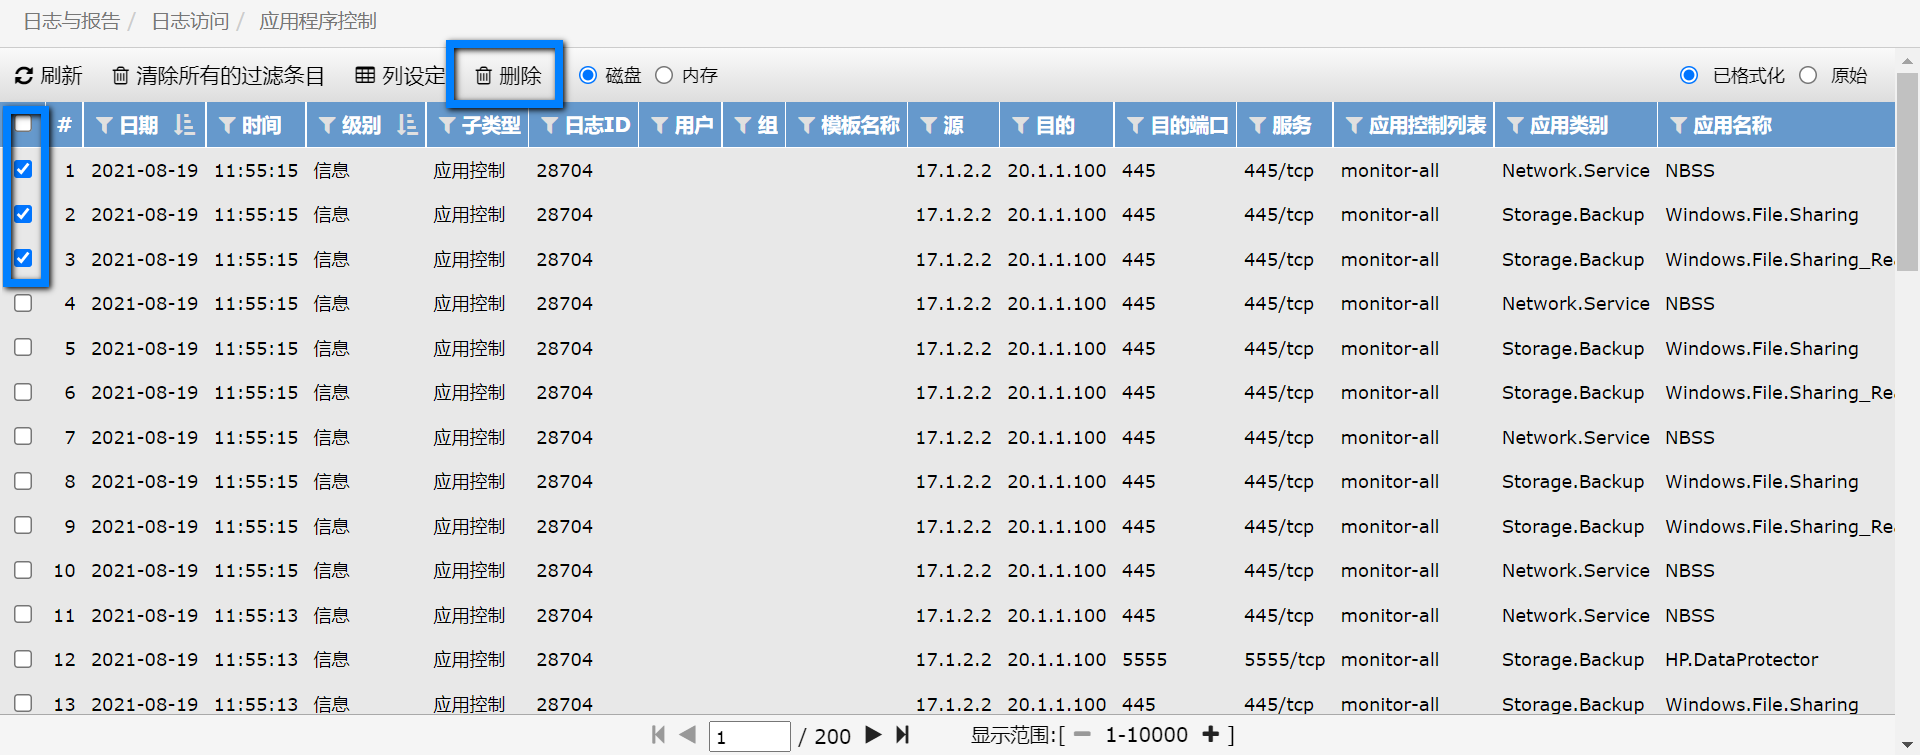 日志与报告 / 日志访问 / 应用程序控制
刷新 清除所有的过滤条目 列设定 删除 磁盘 内存 已格式化 原始
# 日期 时间 级别 子类型 日志ID 用户 组 模板名称 源 目的 目的端口 服务 应用控制列表 应用类别 应用名称
1 2021-08-19 11:55:15 信息 应用控制 28704 17.1.2.2 20.1.1.100 445 445/tcp monitor-all Network.Service NBSS
2 2021-08-19 11:55:15 信息 应用控制 28704 17.1.2.2 20.1.1.100 445 445/tcp monitor-all Storage.Backup Windows.File.Sharing
3 2021-08-19 11:55:15 信息 应用控制 28704 17.1.2.2 20.1.1.100 445 445/tcp monitor-all Storage.Backup Windows.File.Sharing_Re
4 2021-08-19 11:55:15 信息 应用控制 28704 17.1.2.2 20.1.1.100 445 445/tcp monitor-all Network.Service NBSS
5 2021-08-19 11:55:15 信息 应用控制 28704 17.1.2.2 20.1.1.100 445 445/tcp monitor-all Storage.Backup Windows.File.Sharing
6 2021-08-19 11:55:15 信息 应用控制 28704 17.1.2.2 20.1.1.100 445 445/tcp monitor-all Storage.Backup Windows.File.Sharing_Re
7 2021-08-19 11:55:15 信息 应用控制 28704 17.1.2.2 20.1.1.100 445 445/tcp monitor-all Network.Service NBSS
8 2021-08-19 11:55:15 信息 应用控制 28704 17.1.2.2 20.1.1.100 445 445/tcp monitor-all Storage.Backup Windows.File.Sharing
9 2021-08-19 11:55:15 信息 应用控制 28704 17.1.2.2 20.1.1.100 445 445/tcp monitor-all Storage.Backup Windows.File.Sharing_Re
10 2021-08-19 11:55:15 信息 应用控制 28704 17.1.2.2 20.1.1.100 445 445/tcp monitor-all Network.Service NBSS
11 2021-08-19 11:55:13 信息 应用控制 28704 17.1.2.2 20.1.1.100 445 445/tcp monitor-all Network.Service NBSS
12 2021-08-19 11:55:13 信息 应用控制 28704 17.1.2.2 20.1.1.100 5555 5555/tcp monitor-all Storage.Backup HP.DataProtector
13 2021-08-19 11:55:13 信息 应用控制 28704 17.1.2.2 20.1.1.100 445 445/tcp monitor-all Storage.Backup Windows.File.Sharing
1 / 200 显示范围:[ − 1-10000 + ]